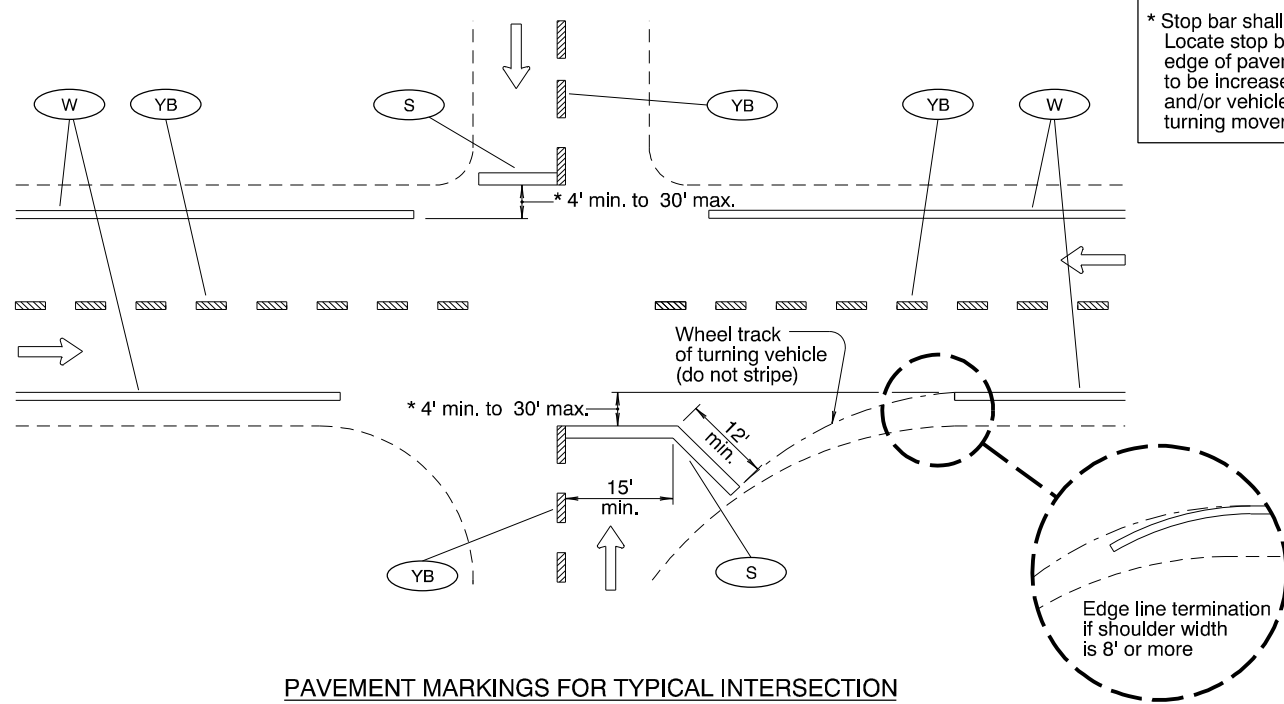 * Stop bar shall
Locate stop b
edge of paven
to be increase
and/or vehicle
turning mover
W
YB
S
YB
YB
W
* 4' min. to 30' max.
Wheel track
of turning vehicle
(do not stripe)
* 4' min. to 30' max.
12'
min.
15'
min.
YB
S
Edge line termination
if shoulder width
is 8' or more
PAVEMENT MARKINGS FOR TYPICAL INTERSECTION